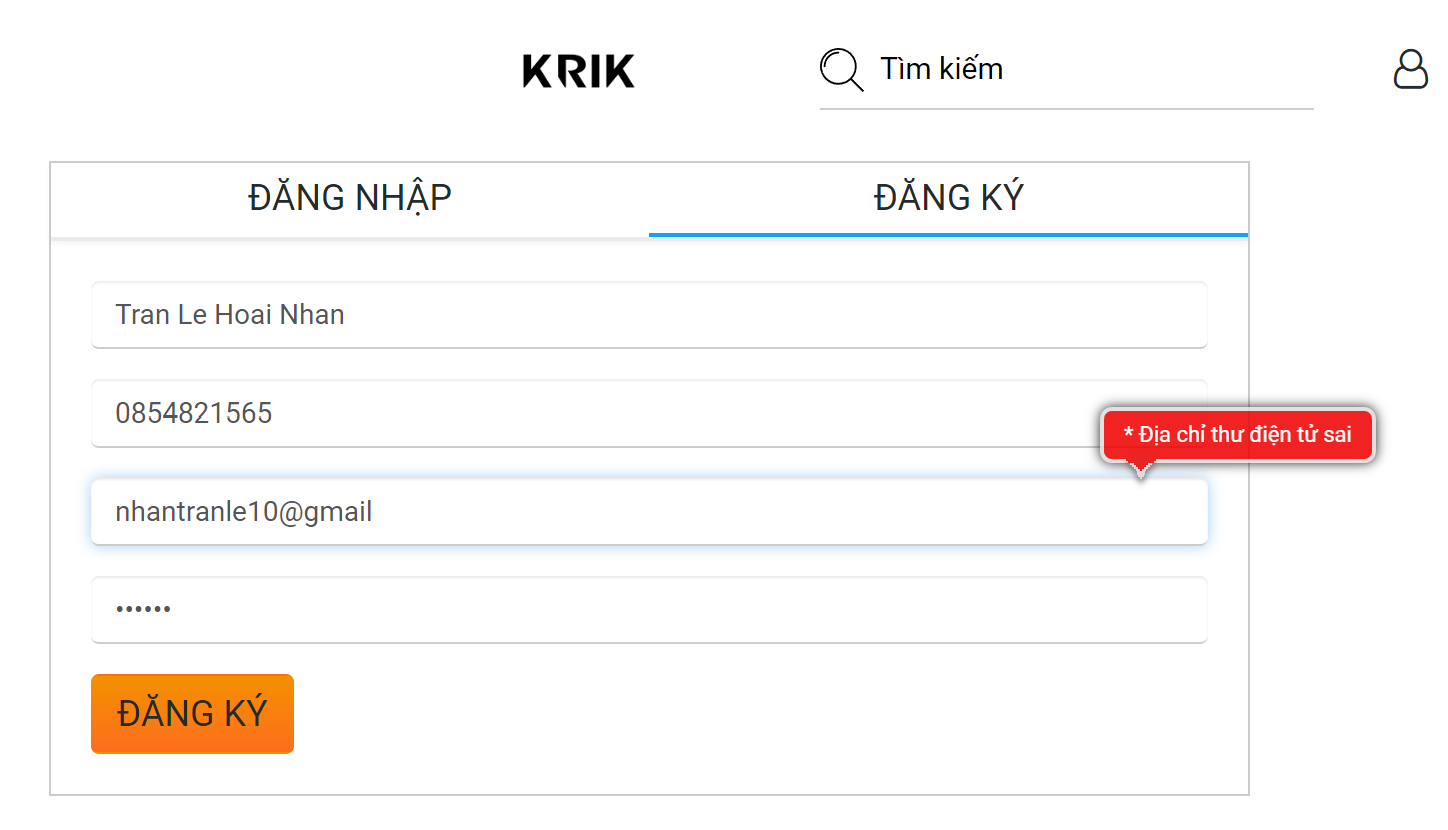 KRIK
Tìm kiếm
ĐĂNG NHẬP
ĐĂNG KÝ
Tran Le Hoai Nhan
0854821565
* Địa chỉ thư điện tử sai
nhantranle10@gmail
••••••
ĐĂNG KÝ